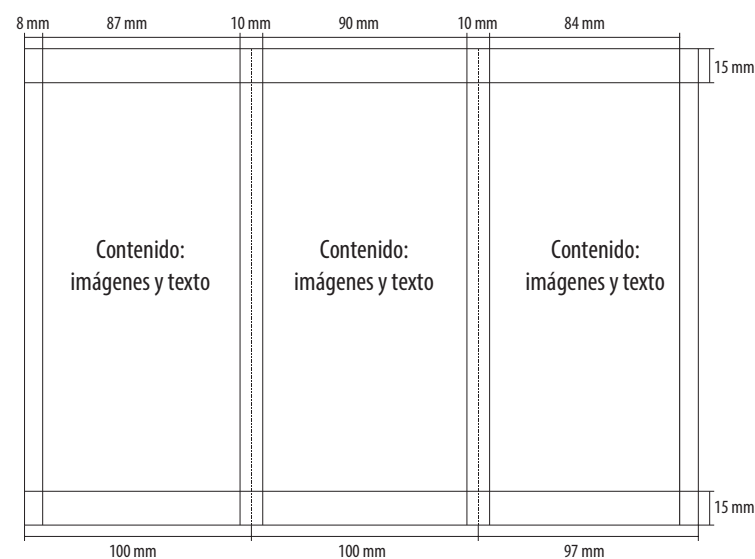 8 mm 87 mm 10 mm 90 mm 10 mm 84 mm
15 mm
Contenido:
imágenes y texto
Contenido:
imágenes y texto
Contenido:
imágenes y texto
15 mm
100 mm 100 mm 97 mm